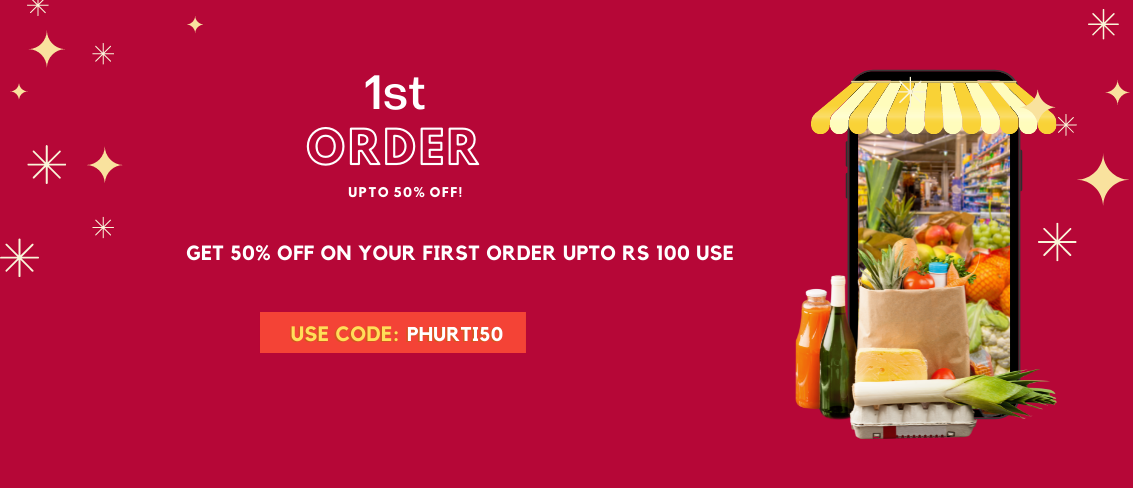 1st
ORDER
UPTO 50% OFF!
GET 50% OFF ON YOUR FIRST ORDER UPTO RS 100 USE
USE CODE: PHURTI50